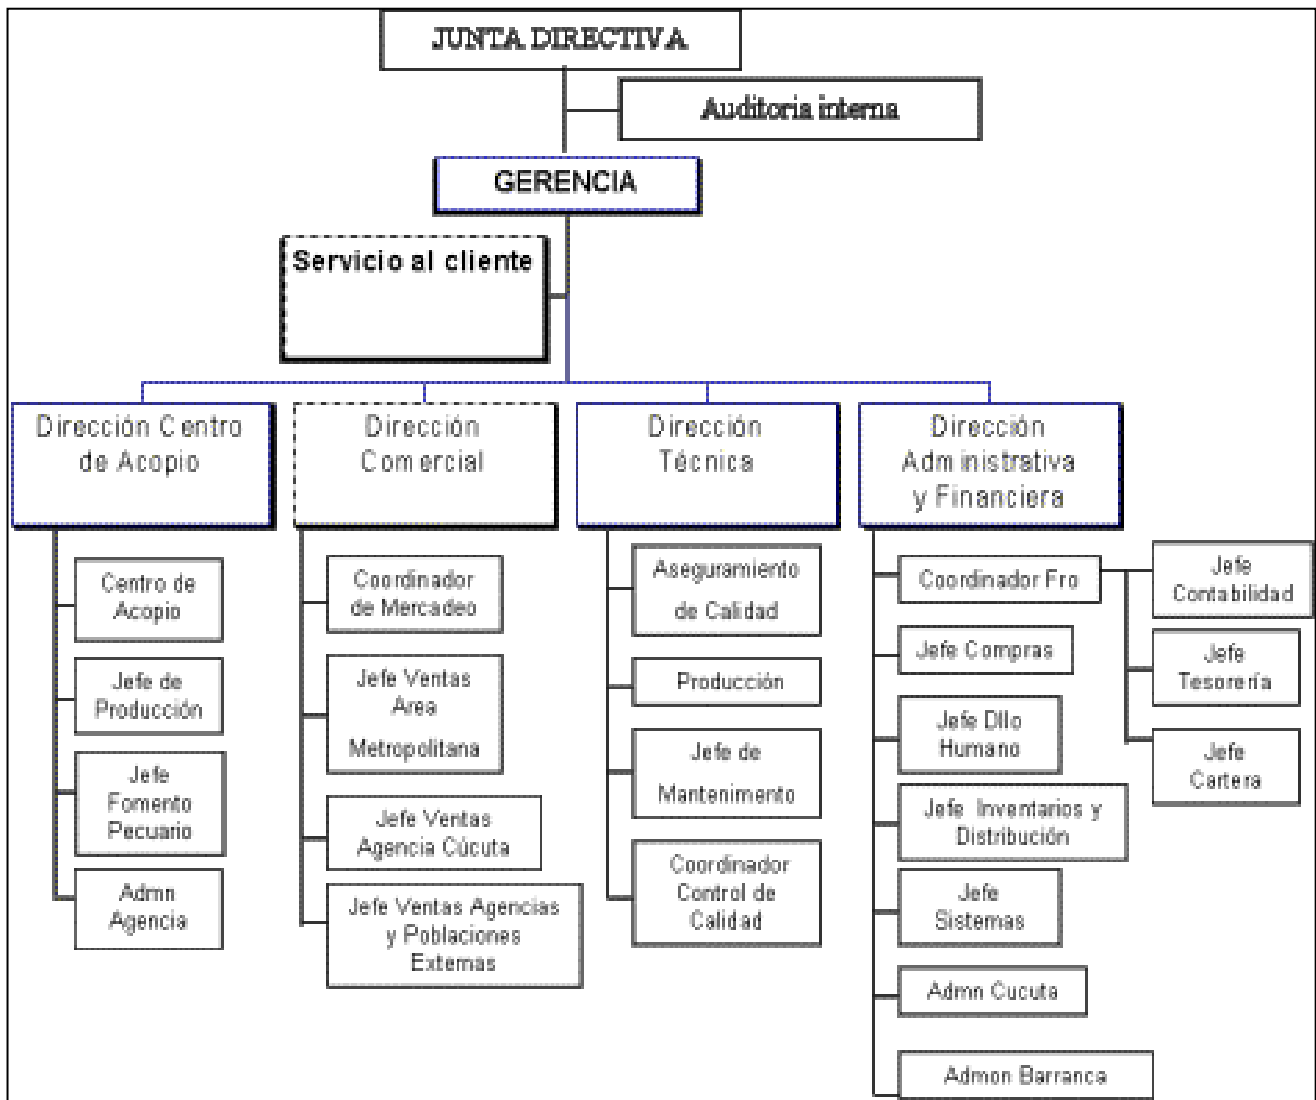 JUNTA DIRECTIVA
Auditoria interna
GERENCIA
Servicio al cliente
Dirección Centro
de Acopio
Dirección
Comercial
Dirección
Técnica
Dirección
Administrativa
y Financiera
Centro de
Acopio
Jefe de
Producción
Jefe
Fomento
Pecuario
Admn
Agencia
Coordinador
de Mercadeo
Jefe Ventas
Area
Metropolitana
Jefe Ventas
Agencia Cúcuta
Jefe Ventas Agencias
y Poblaciones
Externas
Aseguramiento
de Calidad
Producción
Jefe de
Mantenimento
Coordinador
Control de
Calidad
Coordinador Fro
Jefe Compras
Jefe Dllo
Humano
Jefe Inventarios y
Distribución
Jefe
Sistemas
Admn Cucuta
Admon Barranca
Jefe
Contabilidad
Jefe
Tesorería
Jefe
Cartera